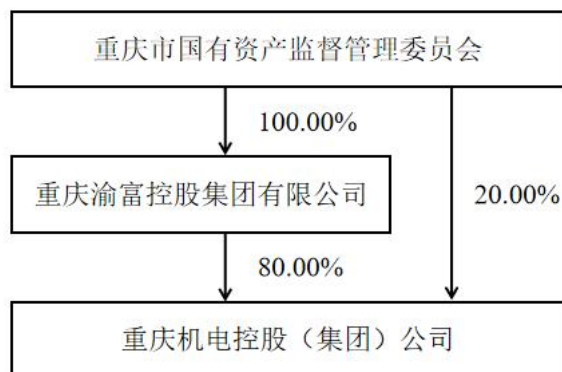 重庆市国有资产监督管理委员会
100.00%
重庆渝富控股集团有限公司
20.00%
80.00%
重庆机电控股（集团）公司